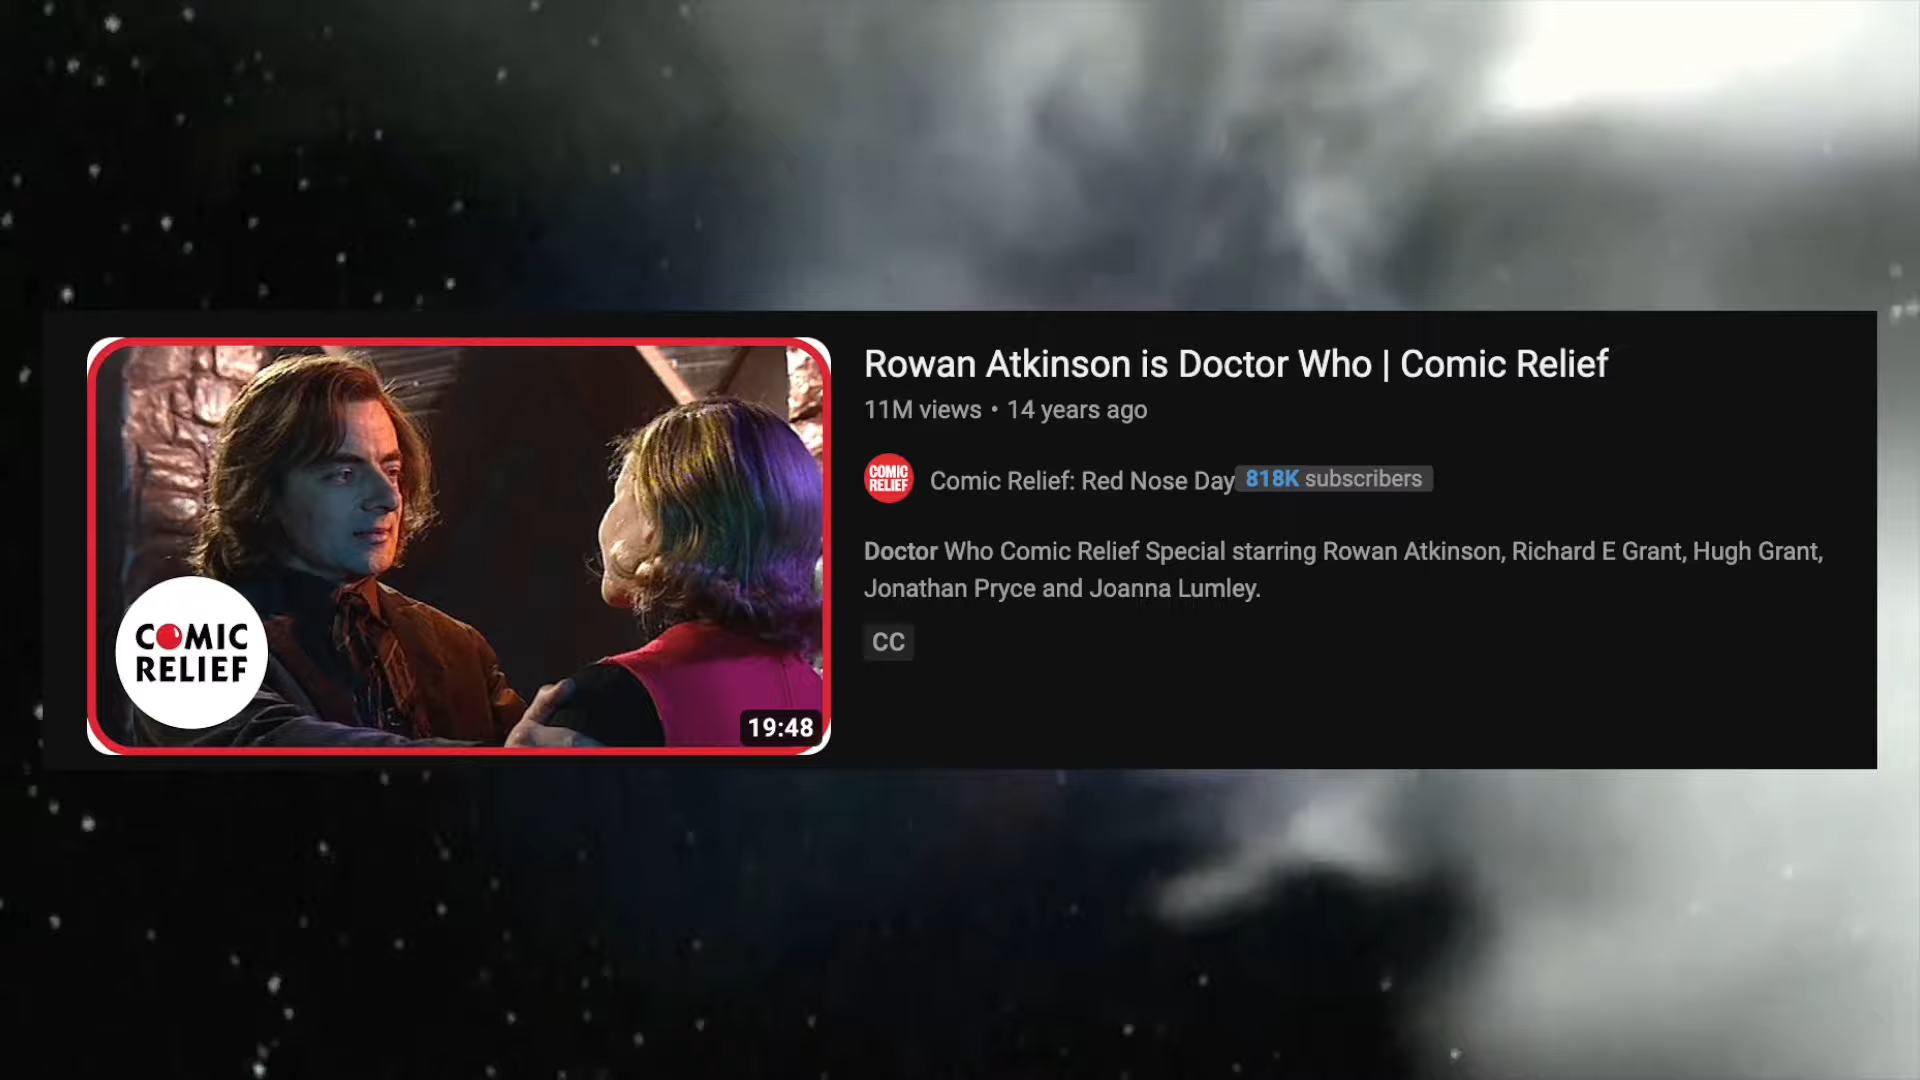 Rowan Atkinson is Doctor Who | Comic Relief
11M views • 14 years ago
COMIC
RELIEF
Comic Relief: Red Nose Day 818K subscribers
Doctor Who Comic Relief Special starring Rowan Atkinson, Richard E Grant, Hugh Grant,
Jonathan Pryce and Joanna Lumley.
CC
COMIC
RELIEF
19:48